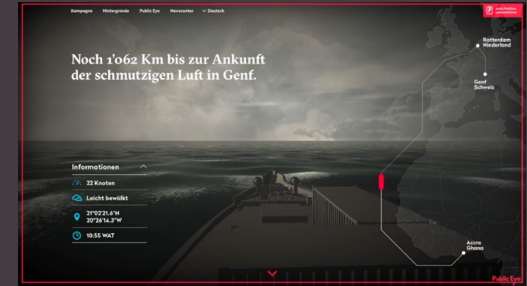 Kampagne Hintergründe Public Eye Newscenter Deutsch
Noch 1'062 Km bis zur Ankunft
der schmutzigen Luft in Genf.
Rotterdam
Niederland
Genf
Schweiz
Informationen
22 Knoten
Leicht bewölkt
21°02'21.6"N
20°26'14.3"W
10:55 WAT
Accra
Ghana
Public Eye